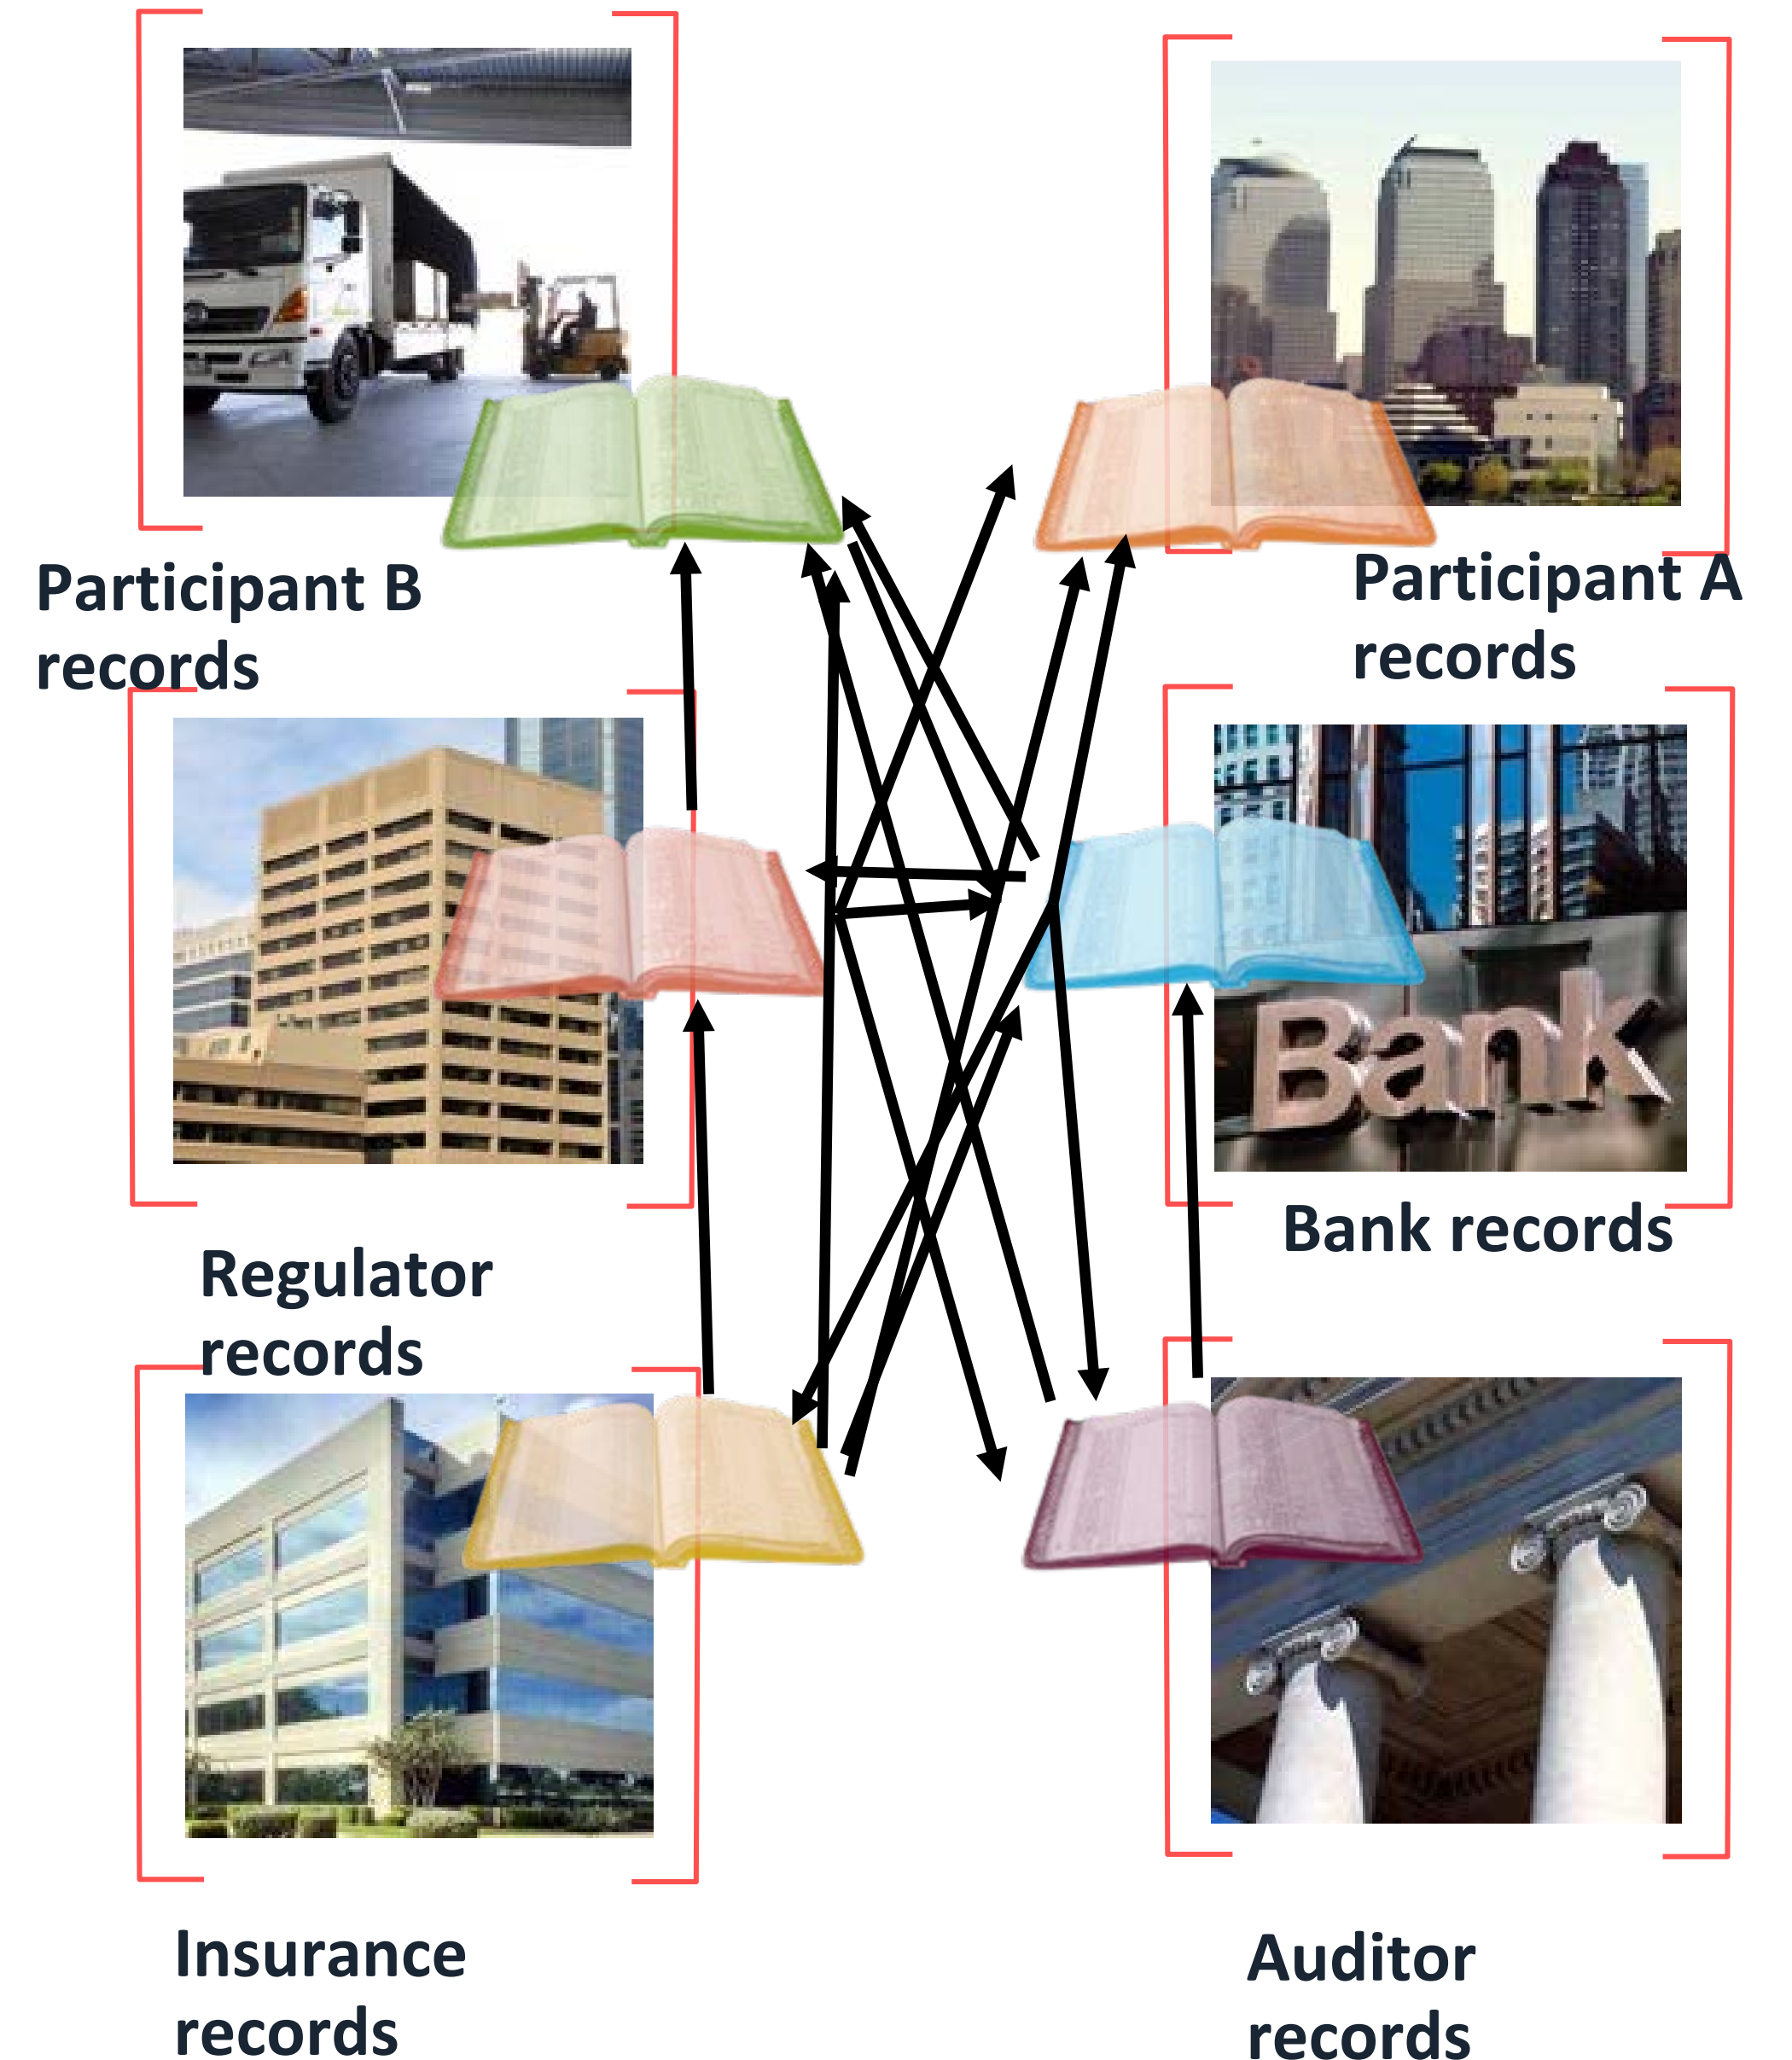 Participant B
records
Participant A
records
Regulator
records
Bank
Bank records
Insurance
records
Auditor
records